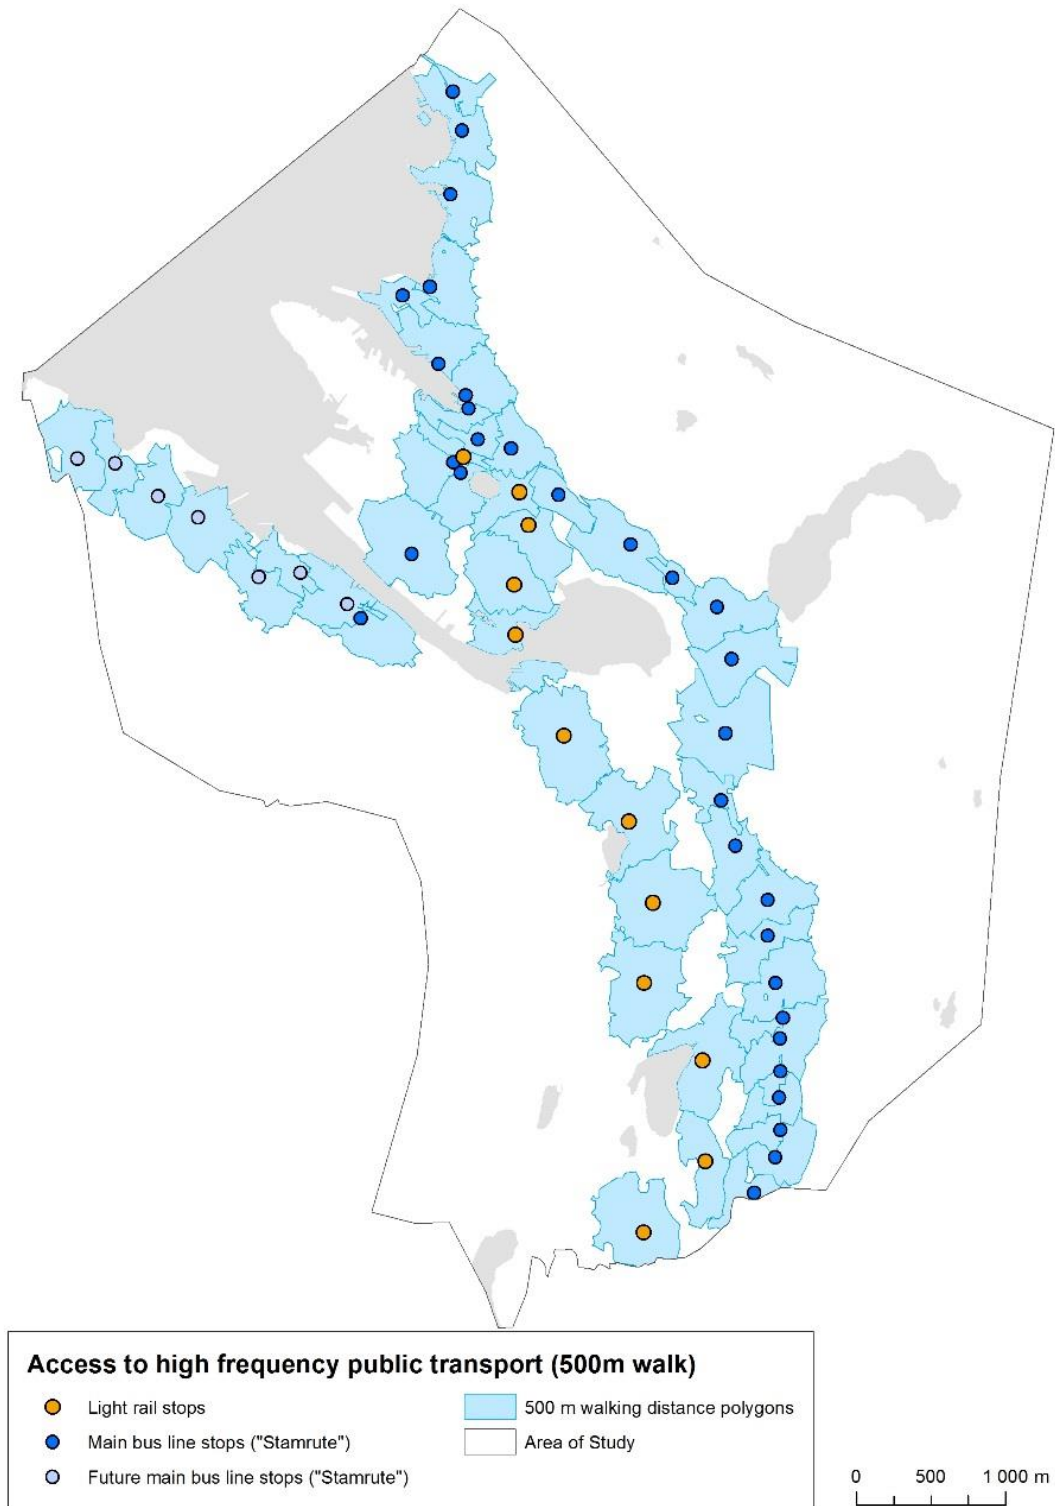 Access to high frequency public transport (500m walk)
Light rail stops
500 m walking distance polygons
Main bus line stops ("Stamrute")
Area of Study
Future main bus line stops ("Stamrute")
0 500 1 000 m